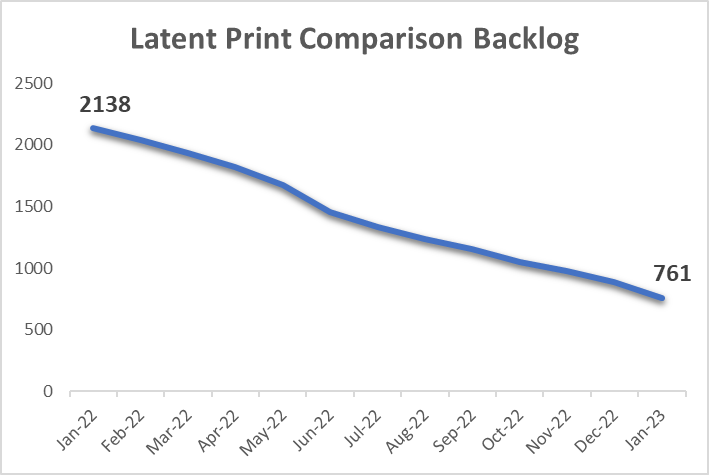 Latent Print Comparison Backlog
2500
2138
2000
1500
1000
761
500
0
Jan-22
Feb-22
Mar-22
Apr-22
May-22
Jun-22
Jul-22
Aug-22
Sep-22
Oct-22
Nov-22
Dec-22
Jan-23